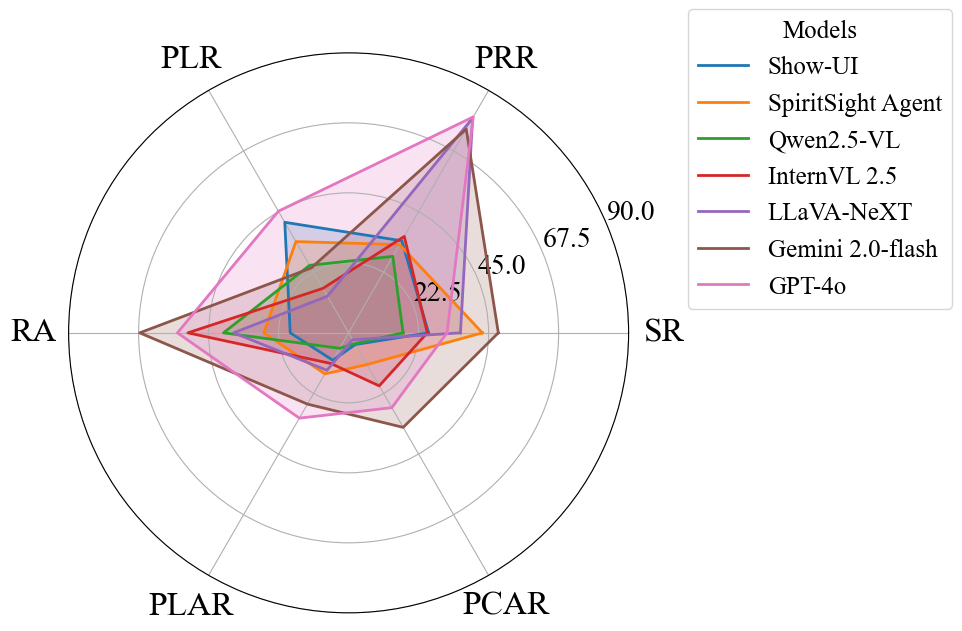 PLR
PRR
RA
SR
PLAR
PCAR
22.5
45.0
67.5
90.0
Models
Show-UI
SpiritSight Agent
Qwen2.5-VL
InternVL 2.5
LLaVA-NeXT
Gemini 2.0-flash
GPT-4o